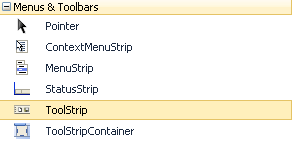 Menus & Toolbars
Pointer
ContextMenuStrip
MenuStrip
StatusStrip
ToolStrip
ToolStripContainer